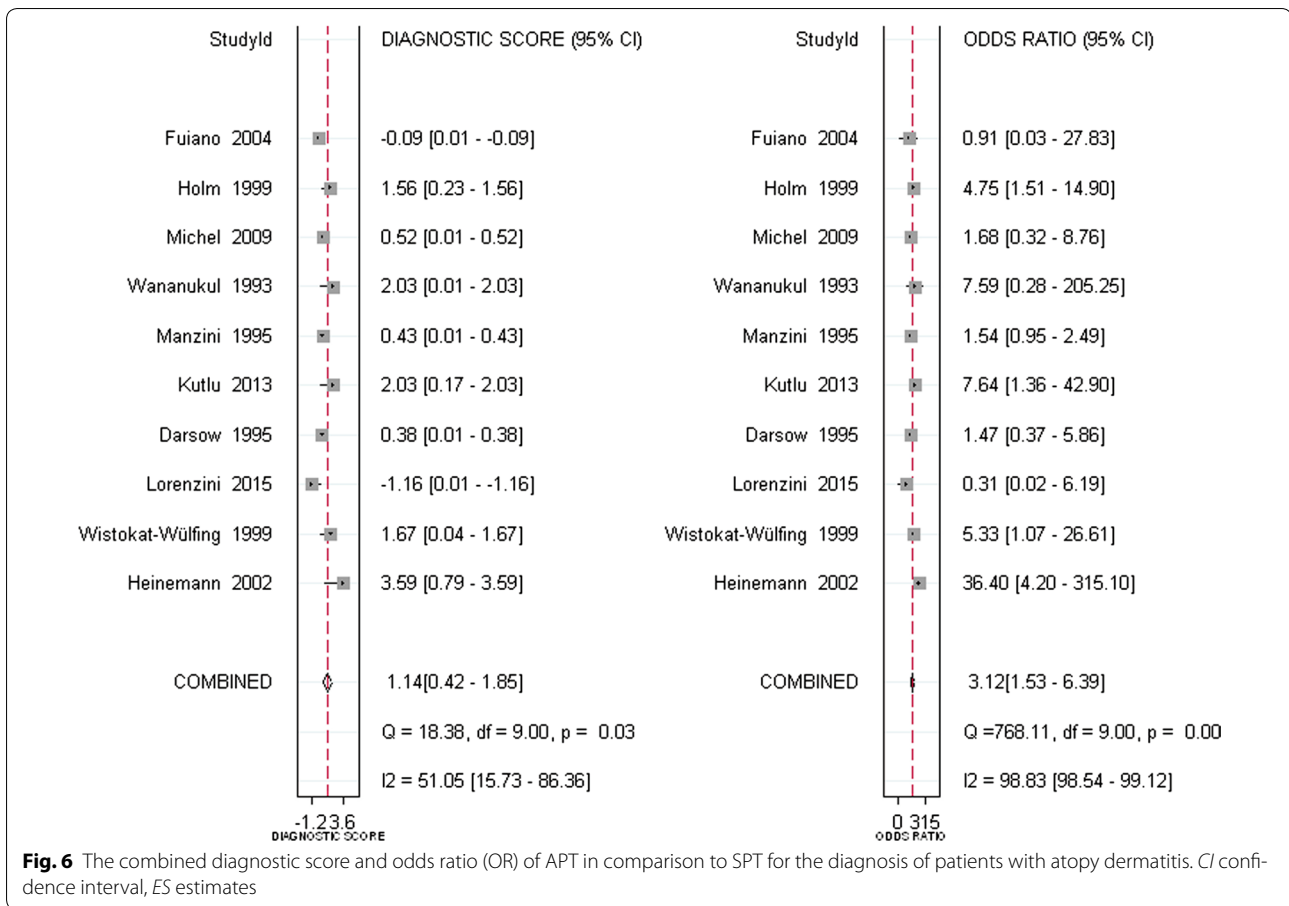 StudyId DIAGNOSTIC SCORE (95% CI) StudyId ODDS RATIO (95% CI)
Fuiano 2004 -0.09 [0.01 - -0.09] Fuiano 2004 0.91 [0.03 - 27.83]
Holm 1999 1.56 [0.23 - 1.56] Holm 1999 4.75 [1.51 - 14.90]
Michel 2009 0.52 [0.01 - 0.52] Michel 2009 1.68 [0.32 - 8.76]
Wananukul 1993 2.03 [0.01 - 2.03] Wananukul 1993 7.59 [0.28 - 205.25]
Manzini 1995 0.43 [0.01 - 0.43] Manzini 1995 1.54 [0.95 - 2.49]
Kutlu 2013 2.03 [0.17 - 2.03] Kutlu 2013 7.64 [1.36 - 42.90]
Darsow 1995 0.38 [0.01 - 0.38] Darsow 1995 1.47 [0.37 - 5.86]
Lorenzini 2015 -1.16 [0.01 - -1.16] Lorenzini 2015 0.31 [0.02 - 6.19]
Wistokat-Wülfing 1999 1.67 [0.04 - 1.67] Wistokat-Wülfing 1999 5.33 [1.07 - 26.61]
Heinemann 2002 3.59 [0.79 - 3.59] Heinemann 2002 36.40 [4.20 - 315.10]
COMBINED 1.14[0.42 - 1.85] COMBINED 3.12[1.53 - 6.39]
Q = 18.38, df = 9.00, p = 0.03 Q =768.11, df = 9.00, p = 0.00
I2 = 51.05 [15.73 - 86.36] I2 = 98.83 [98.54 - 99.12]
-1.2 3.6 0 315
DIAGNOSTIC SCORE ODDS RATIO
Fig. 6 The combined diagnostic score and odds ratio (OR) of APT in comparison to SPT for the diagnosis of patients with atopy dermatitis. CI confi-
dence interval, ES estimates